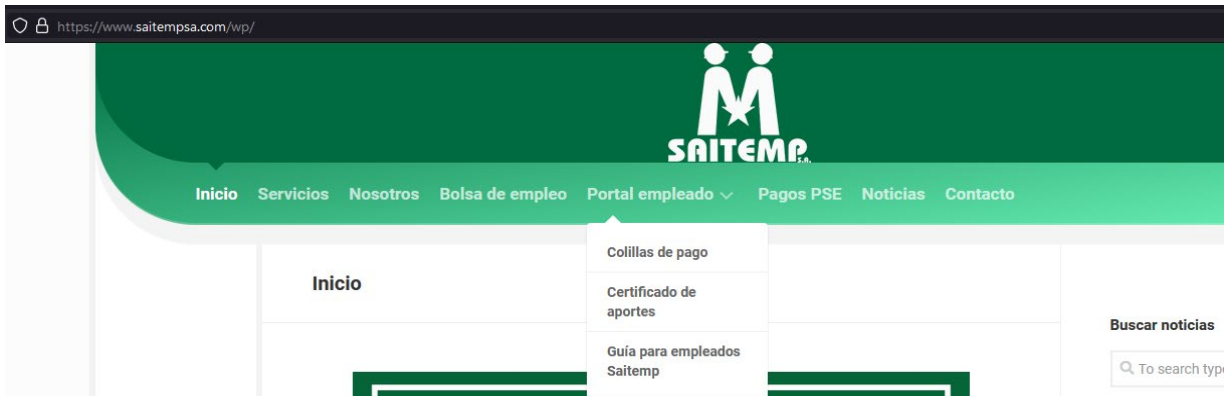 https://www.saitempsa.com/wp/
SAITEMP S.A.
Inicio Servicios Nosotros Bolsa de empleo Portal empleado Pagos PSE Noticias Contacto
Colillas de pago
Inicio
Certificado de
aportes
Buscar noticias
Guía para empleados
Saitemp
To search type